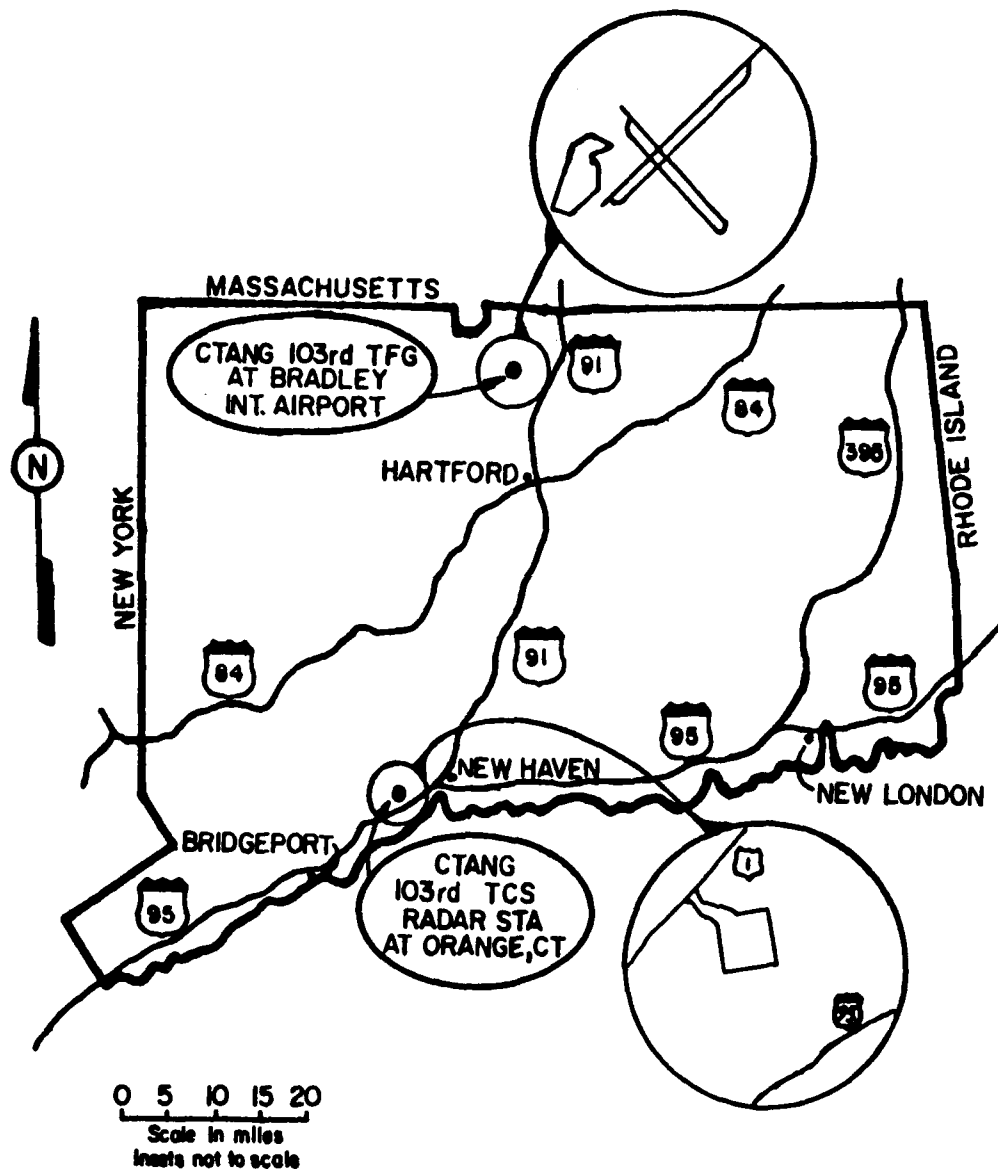 MASSACHUSETTS
CTANG 103rd TFG
AT BRADLEY
INT. AIRPORT
91
84
395
HARTFORD
N
NEW YORK
RHODE ISLAND
84
91
95
95
NEW HAVEN
NEW LONDON
BRIDGEPORT
95
CTANG
103rd TCS
RADAR STA
AT ORANGE, CT
1
0 5 10 15 20
Scale in miles
Insets not to scale